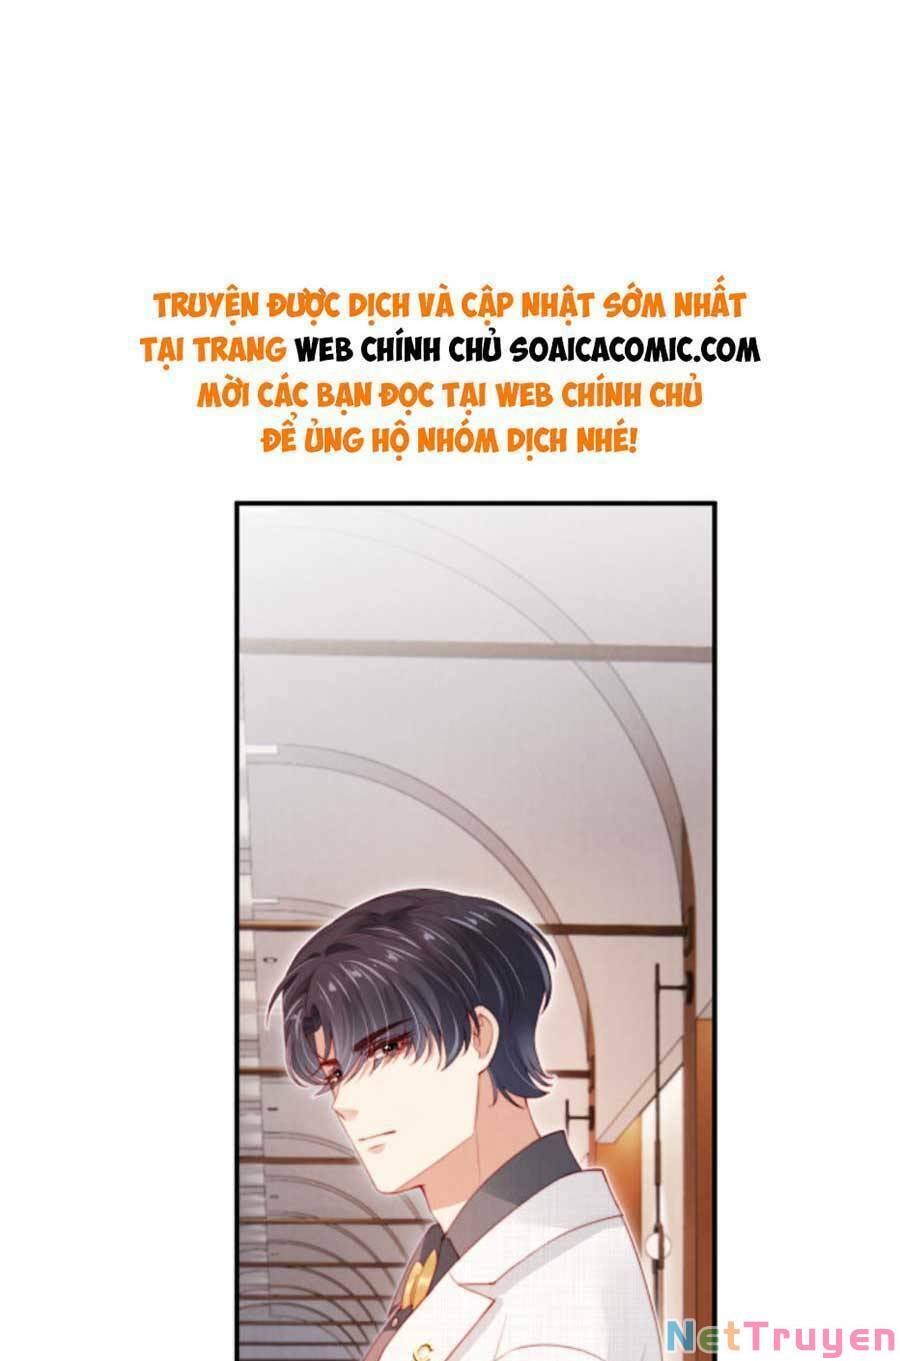 TRUYỆN ĐƯỢC DỊCH VÀ CẬP NHẬT SỚM NHẤT
TẠI TRANG WEB CHÍNH CHỦ SOAICACOMIC.COM
MỜI CÁC BẠN ĐỌC TẠI WEB CHÍNH CHỦ
ĐỂ ỦNG HỘ NHÓM DỊCH NHÉ!
NetTruyen